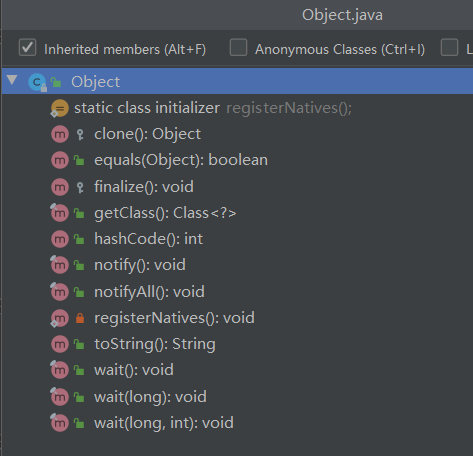 Object.java
Inherited members (Alt+F) Anonymous Classes (Ctrl+I) L
Object
static class initializer registerNatives();
clone(): Object
equals(Object): boolean
finalize(): void
getClass(): Class<?>
hashCode(): int
notify(): void
notifyAll(): void
registerNatives(): void
toString(): String
wait(): void
wait(long): void
wait(long, int): void